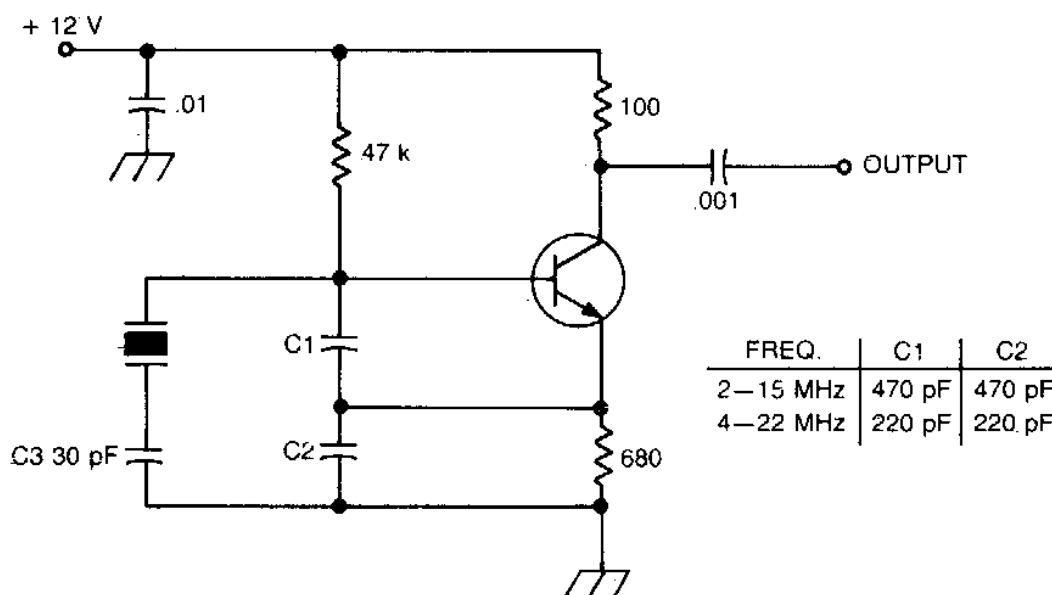 + 12 V
.01
47 k
100
OUTPUT
.001
C1
C2
C3 30 pF
680
FREQ. C1 C2
2–15 MHz 470 pF 470 pF
4–22 MHz 220 pF 220 pF